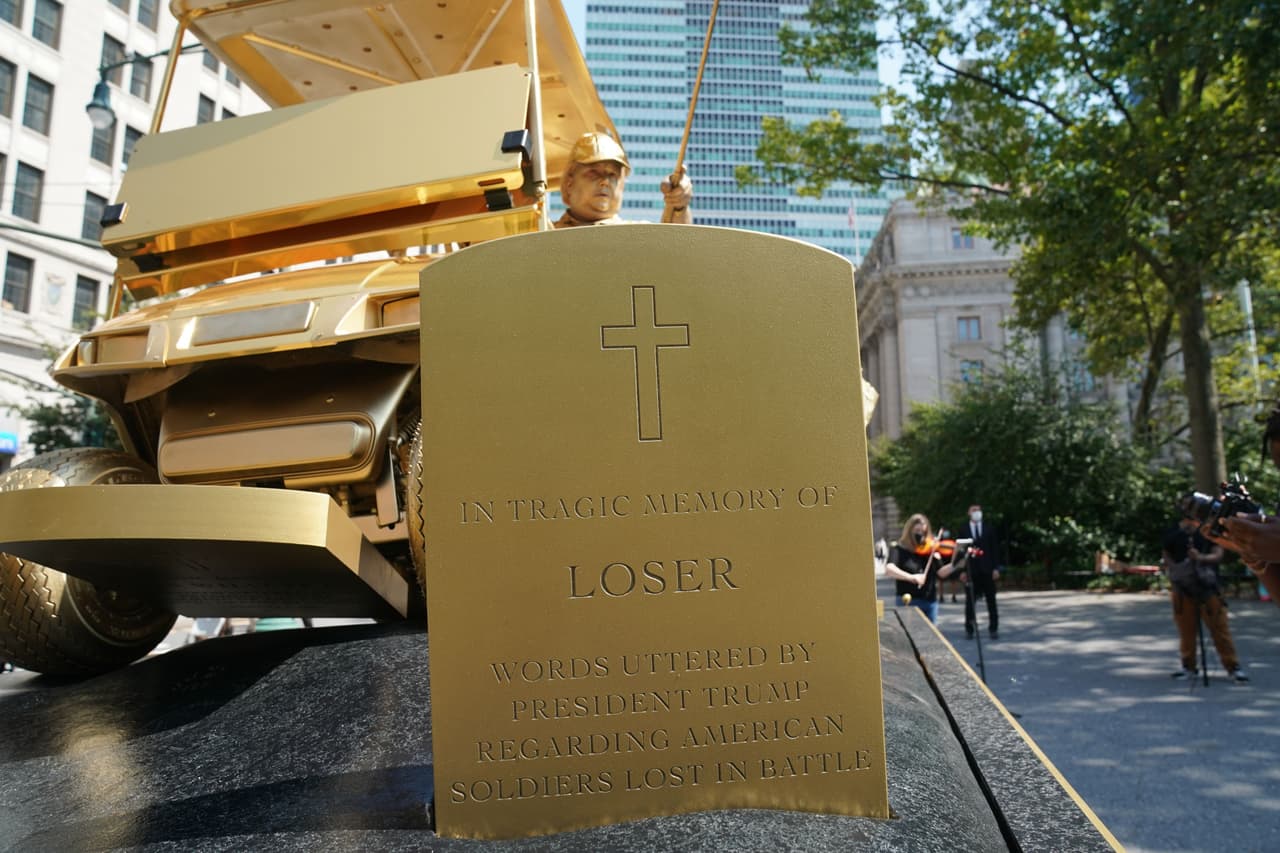 IN TRAGIC MEMORY OF
LOSER
WORDS UTTERED BY
PRESIDENT TRUMP
REGARDING AMERICAN
SOLDIERS LOST IN BATTLE